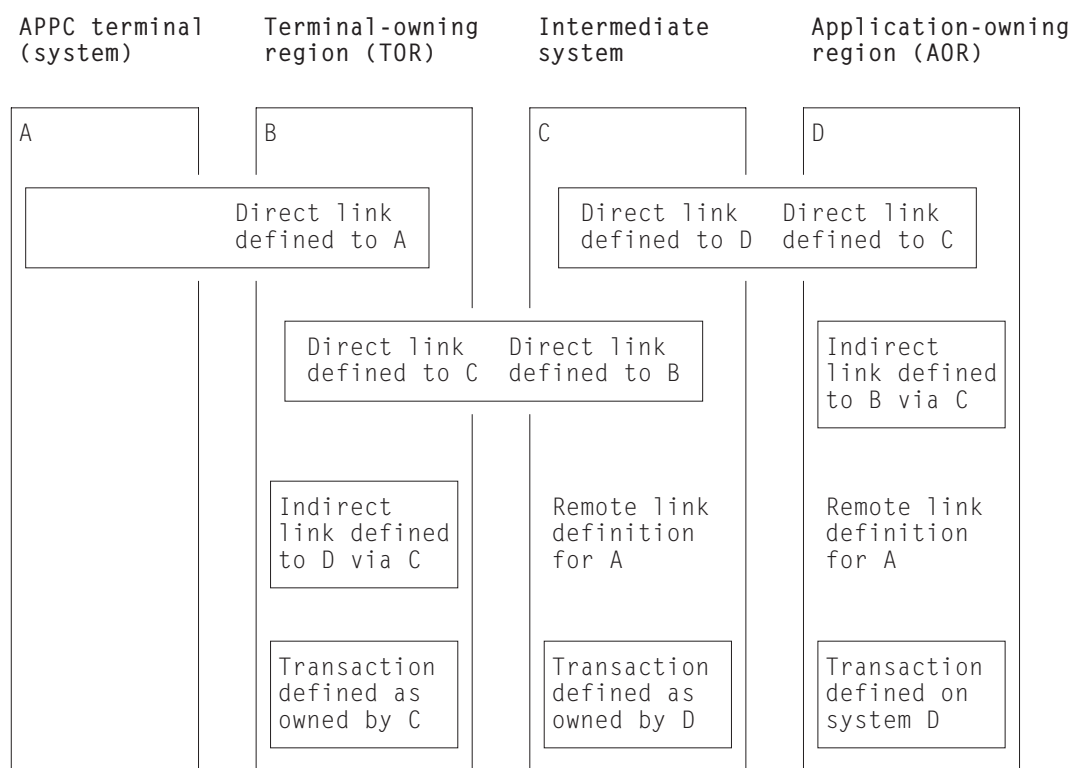 APPC terminal
(system)
Terminal-owning
region (TOR)
Intermediate
system
Application-owning
region (AOR)
A
B
C
D
Direct link
defined to A
Direct link
defined to D
Direct link
defined to C
Direct link
defined to C
Direct link
defined to B
Indirect
link defined
to B via C
Indirect
link defined
to D via C
Remote link
definition
for A
Remote link
definition
for A
Transaction
defined as
owned by C
Transaction
defined as
owned by D
Transaction
defined on
system D